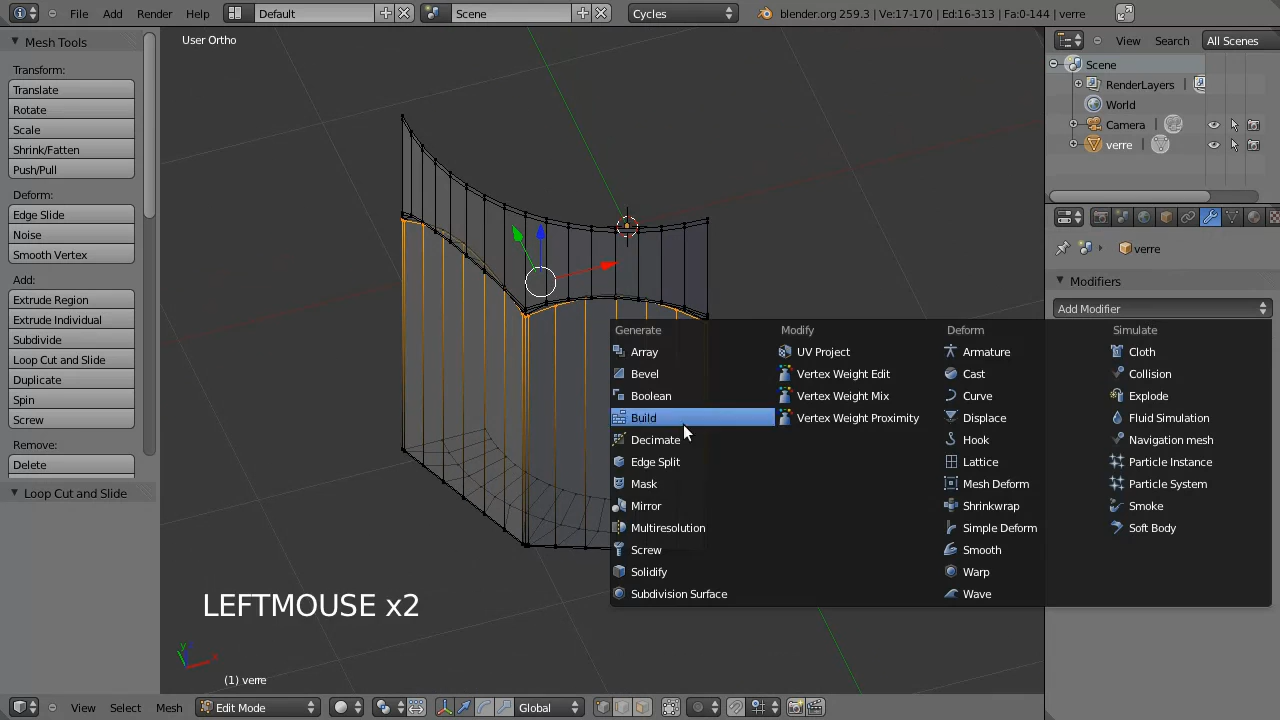 File Add Render Help Default Scene Cycles blender.org 259.3 | Ve:17-170 | Ed:16-313 | Fa:0-144 | verre
Mesh Tools
Transform:
Translate
Rotate
Scale
Shrink/Fatten
Push/Pull
Deform:
Edge Slide
Noise
Smooth Vertex
Add:
Extrude Region
Extrude Individual
Subdivide
Loop Cut and Slide
Duplicate
Spin
Screw
Remove:
Delete
Loop Cut and Slide
User Ortho
LEFTMOUSE x2
(1) verre
View Search All Scenes
Scene
RenderLayers
World
Camera
verre
verre
Modifiers
Add Modifier
Generate Modify Deform Simulate
Array UV Project Armature Cloth
Bevel Vertex Weight Edit Cast Collision
Boolean Vertex Weight Mix Curve Explode
Build Vertex Weight Proximity Displace Fluid Simulation
Decimate Hook Navigation mesh
Edge Split Lattice Particle Instance
Mask Mesh Deform Particle System
Mirror Shrinkwrap Smoke
Multiresolution Simple Deform Soft Body
Screw Smooth
Solidify Warp
Subdivision Surface Wave
View Select Mesh Edit Mode Global